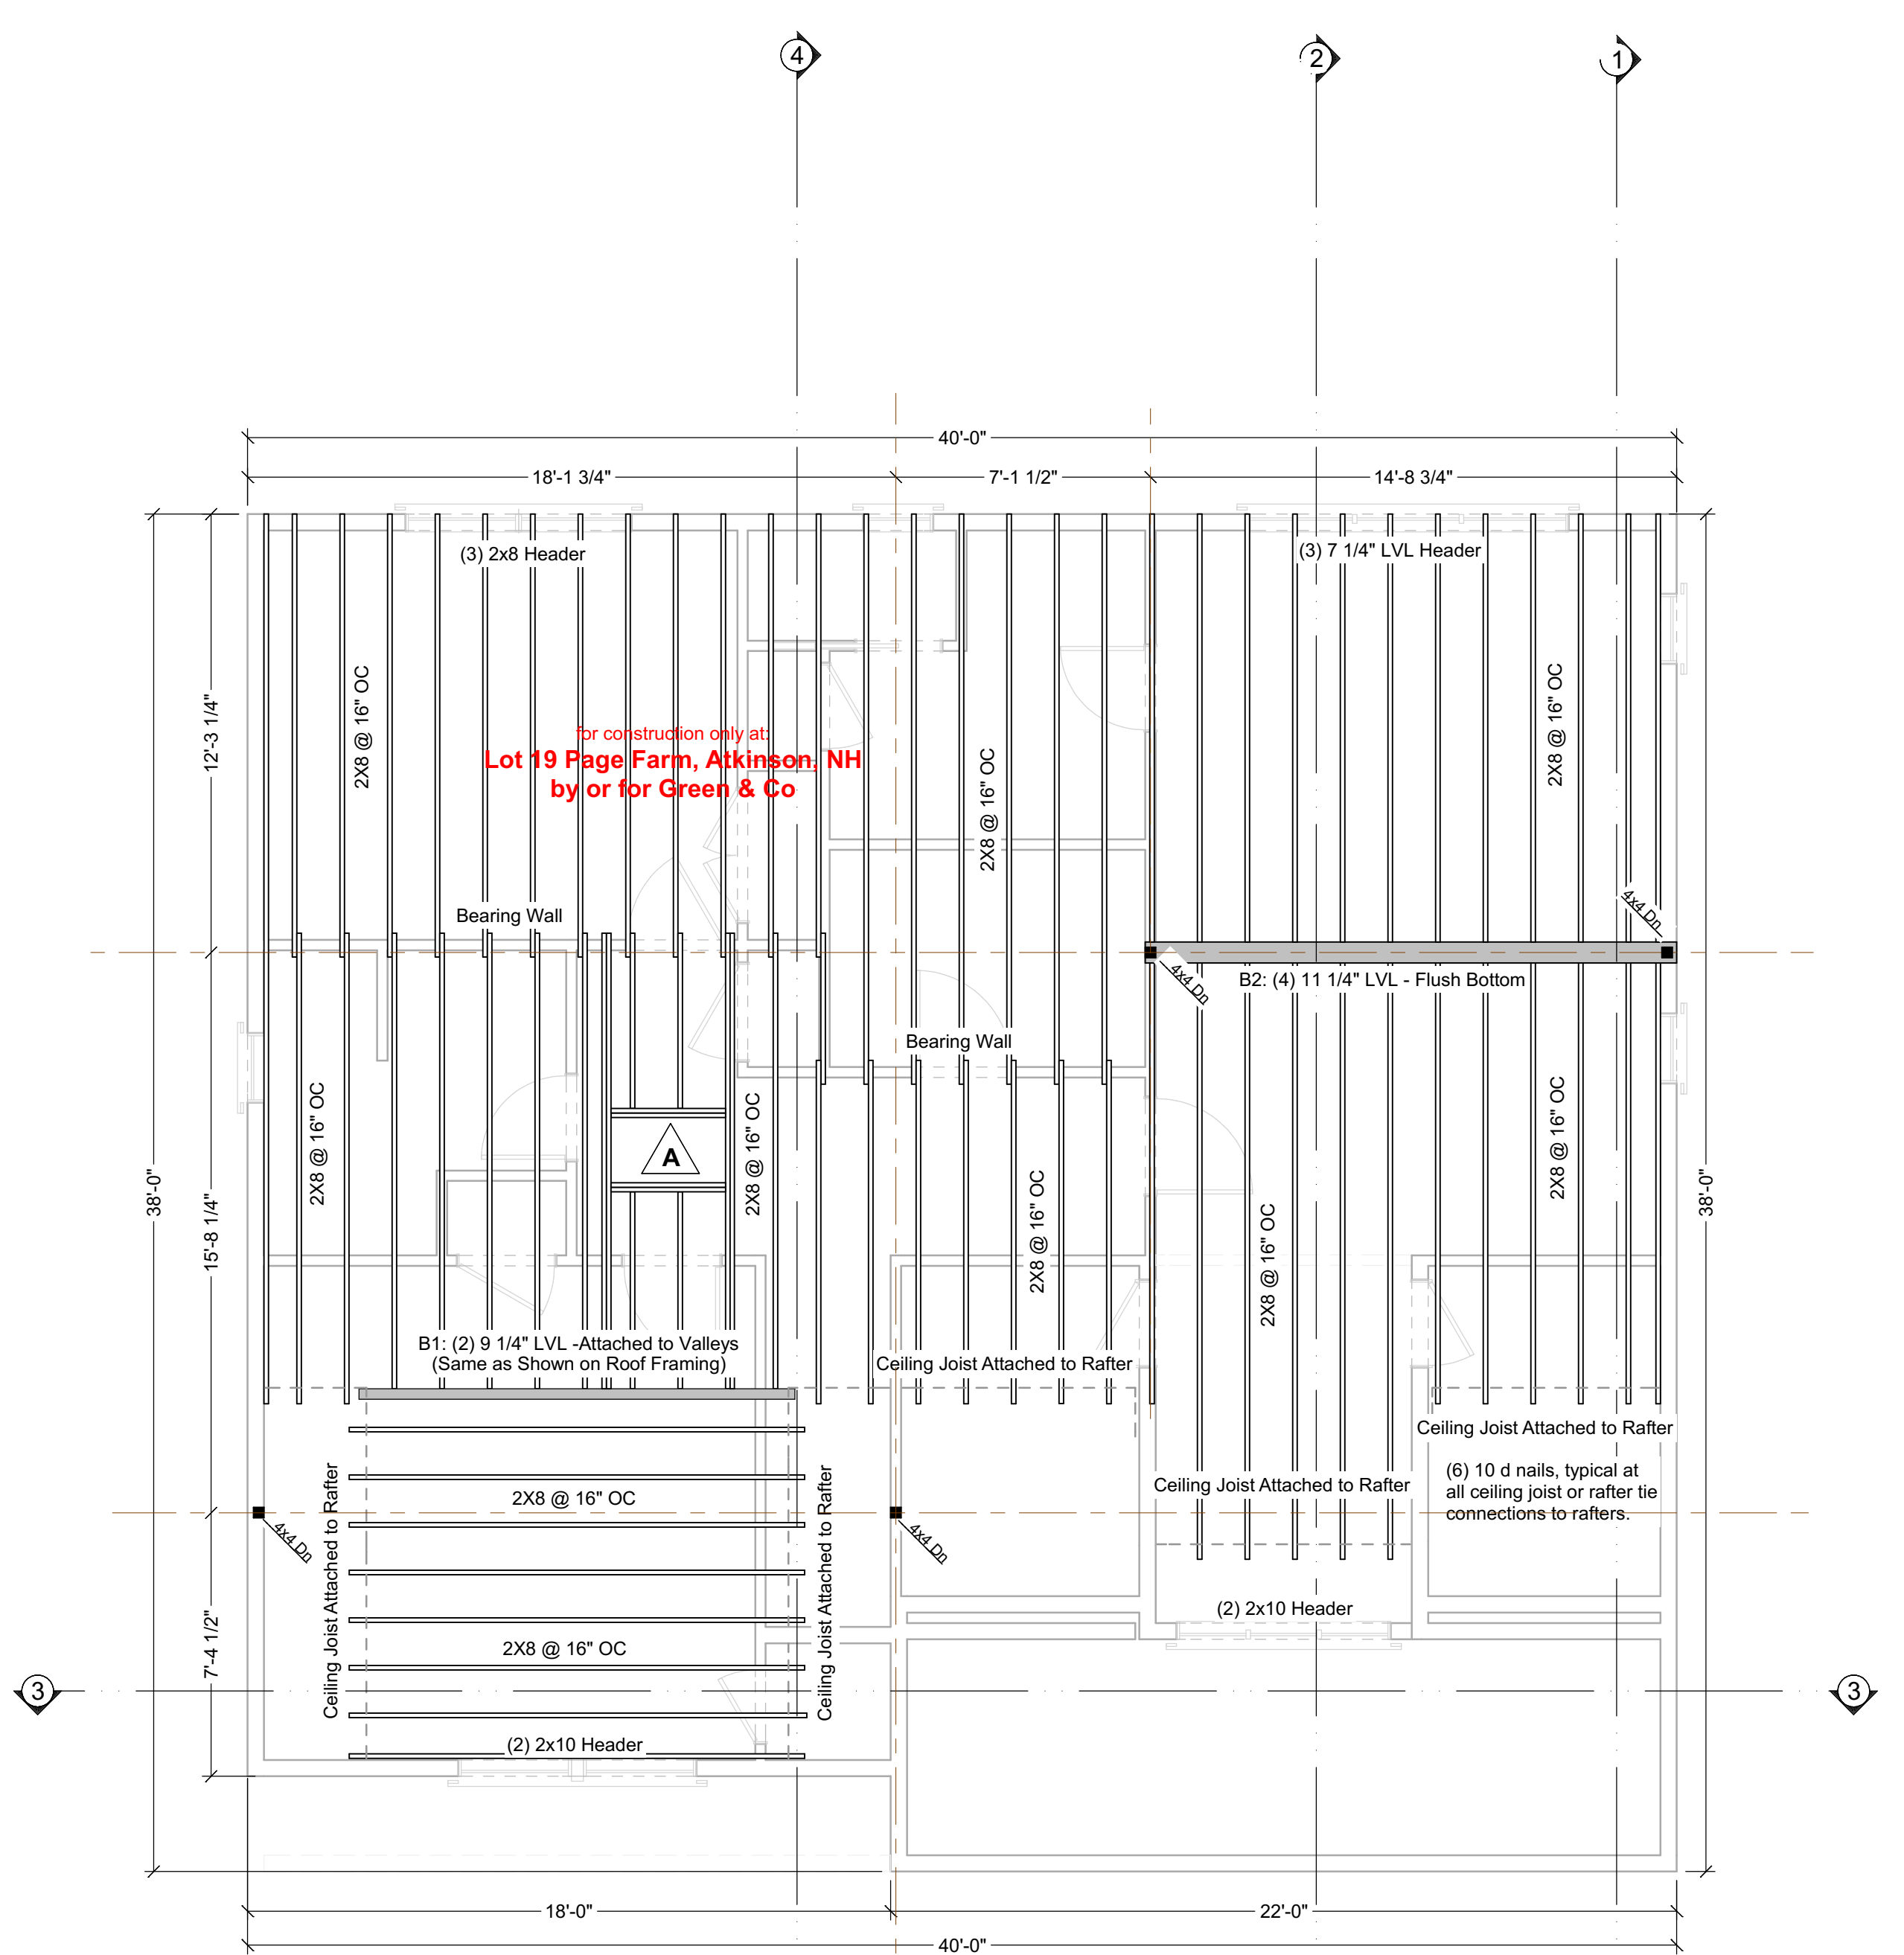 4
2
1
40'-0"
18'-1 3/4"
7'-1 1/2"
14'-8 3/4"
(3) 2x8 Header
(3) 7 1/4" LVL Header
12'-3 1/4"
2X8 @ 16" OC
2X8 @ 16" OC
2X8 @ 16" OC
for construction only at:
Lot 19 Page Farm, Atkinson, NH
by or for Green & Co
Bearing Wall
4x4 Dn
4x4 Dn
B2: (4) 11 1/4" LVL - Flush Bottom
Bearing Wall
38'-0"
15'-8 1/4"
2X8 @ 16" OC
A
2X8 @ 16" OC
2X8 @ 16" OC
2X8 @ 16" OC
2X8 @ 16" OC
38'-0"
B1: (2) 9 1/4" LVL -Attached to Valleys
(Same as Shown on Roof Framing)
Ceiling Joist Attached to Rafter
Ceiling Joist Attached to Rafter
Ceiling Joist Attached to Rafter
(6) 10 d nails, typical at
all ceiling joist or rafter tie
connections to rafters.
4x4 Dn
Ceiling Joist Attached to Rafter
2X8 @ 16" OC
Ceiling Joist Attached to Rafter
4x4 Dn
7'-4 1/2"
2X8 @ 16" OC
(2) 2x10 Header
(2) 2x10 Header
3
3
18'-0"
22'-0"
40'-0"